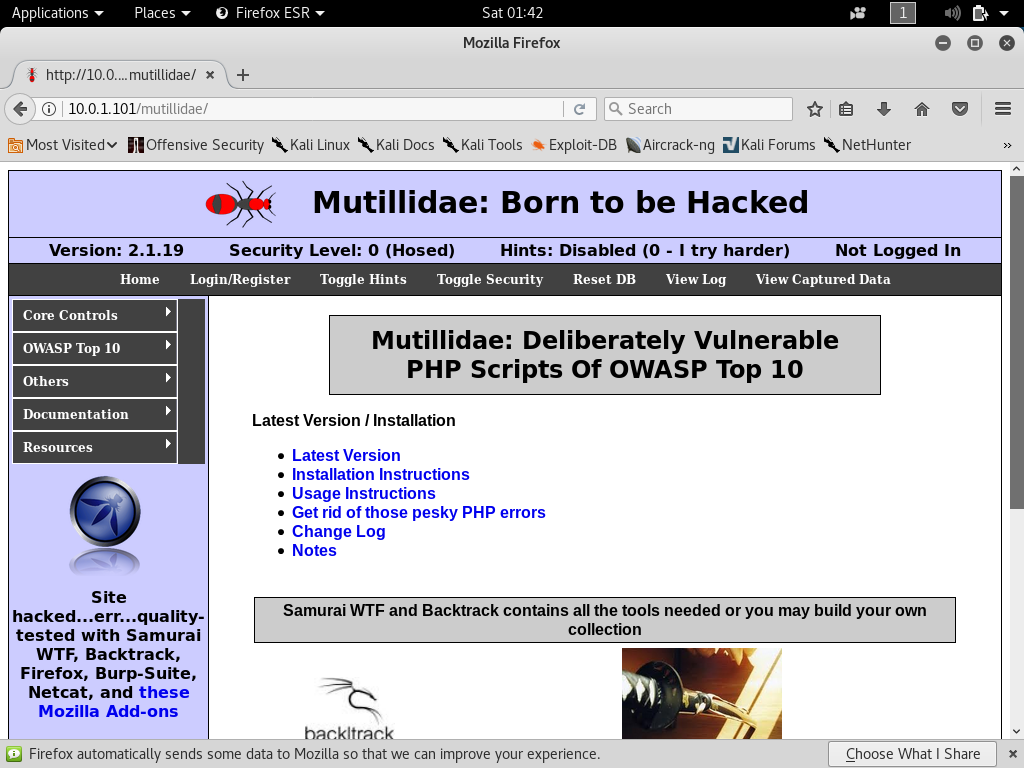 Applications Places Firefox ESR Sat 01:42 1
Mozilla Firefox
http://10.0....mutillidae/
10.0.1.101/mutillidae/ Search
Most Visited Offensive Security Kali Linux Kali Docs Kali Tools Exploit-DB Aircrack-ng Kali Forums NetHunter »
Mutillidae: Born to be Hacked
Version: 2.1.19 Security Level: 0 (Hosed) Hints: Disabled (0 - I try harder) Not Logged In
Home Login/Register Toggle Hints Toggle Security Reset DB View Log View Captured Data
Core Controls
OWASP Top 10
Others
Documentation
Resources
Site
hacked...err...quality-
tested with Samurai
WTF, Backtrack,
Firefox, Burp-Suite,
Netcat, and these
Mozilla Add-ons
Mutillidae: Deliberately Vulnerable
PHP Scripts Of OWASP Top 10
Latest Version / Installation
Latest Version
Installation Instructions
Usage Instructions
Get rid of those pesky PHP errors
Change Log
Notes
Samurai WTF and Backtrack contains all the tools needed or you may build your own
collection
back|track
Firefox automatically sends some data to Mozilla so that we can improve your experience. Choose What I Share